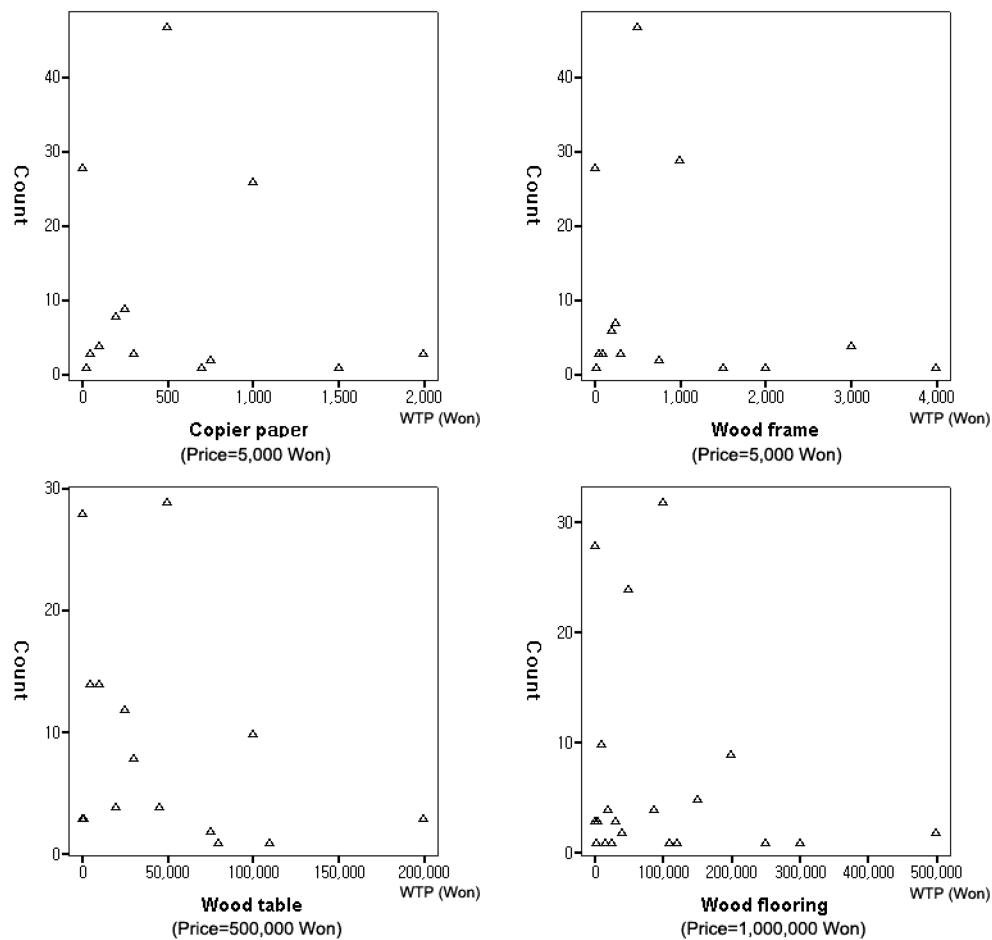 40
30
20
10
0
Count
0 500 1,000 1,500 2,000
WTP (Won)
Copier paper
(Price=5,000 Won)
40
30
20
10
0
Count
0 1,000 2,000 3,000 4,000
WTP (Won)
Wood frame
(Price=5,000 Won)
30
20
10
0
Count
0 50,000 100,000 150,000 200,000
WTP (Won)
Wood table
(Price=500,000 Won)
30
20
10
0
Count
0 100,000 200,000 300,000 400,000 500,000
WTP (Won)
Wood flooring
(Price=1,000,000 Won)